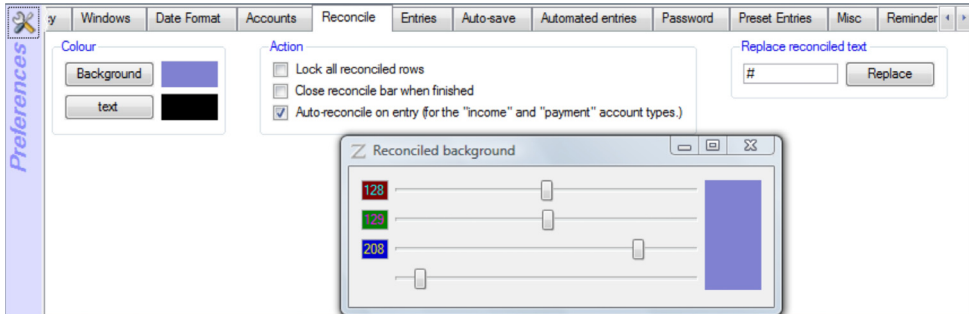 y Windows Date Format Accounts Reconcile Entries Auto-save Automated entries Password Preset Entries Misc Reminder
Preferences
Colour
Background
text
Action
Lock all reconciled rows
Close reconcile bar when finished
Auto-reconcile on entry (for the "income" and "payment" account types.)
Replace reconciled text
# Replace
Z Reconciled background
128
129
208